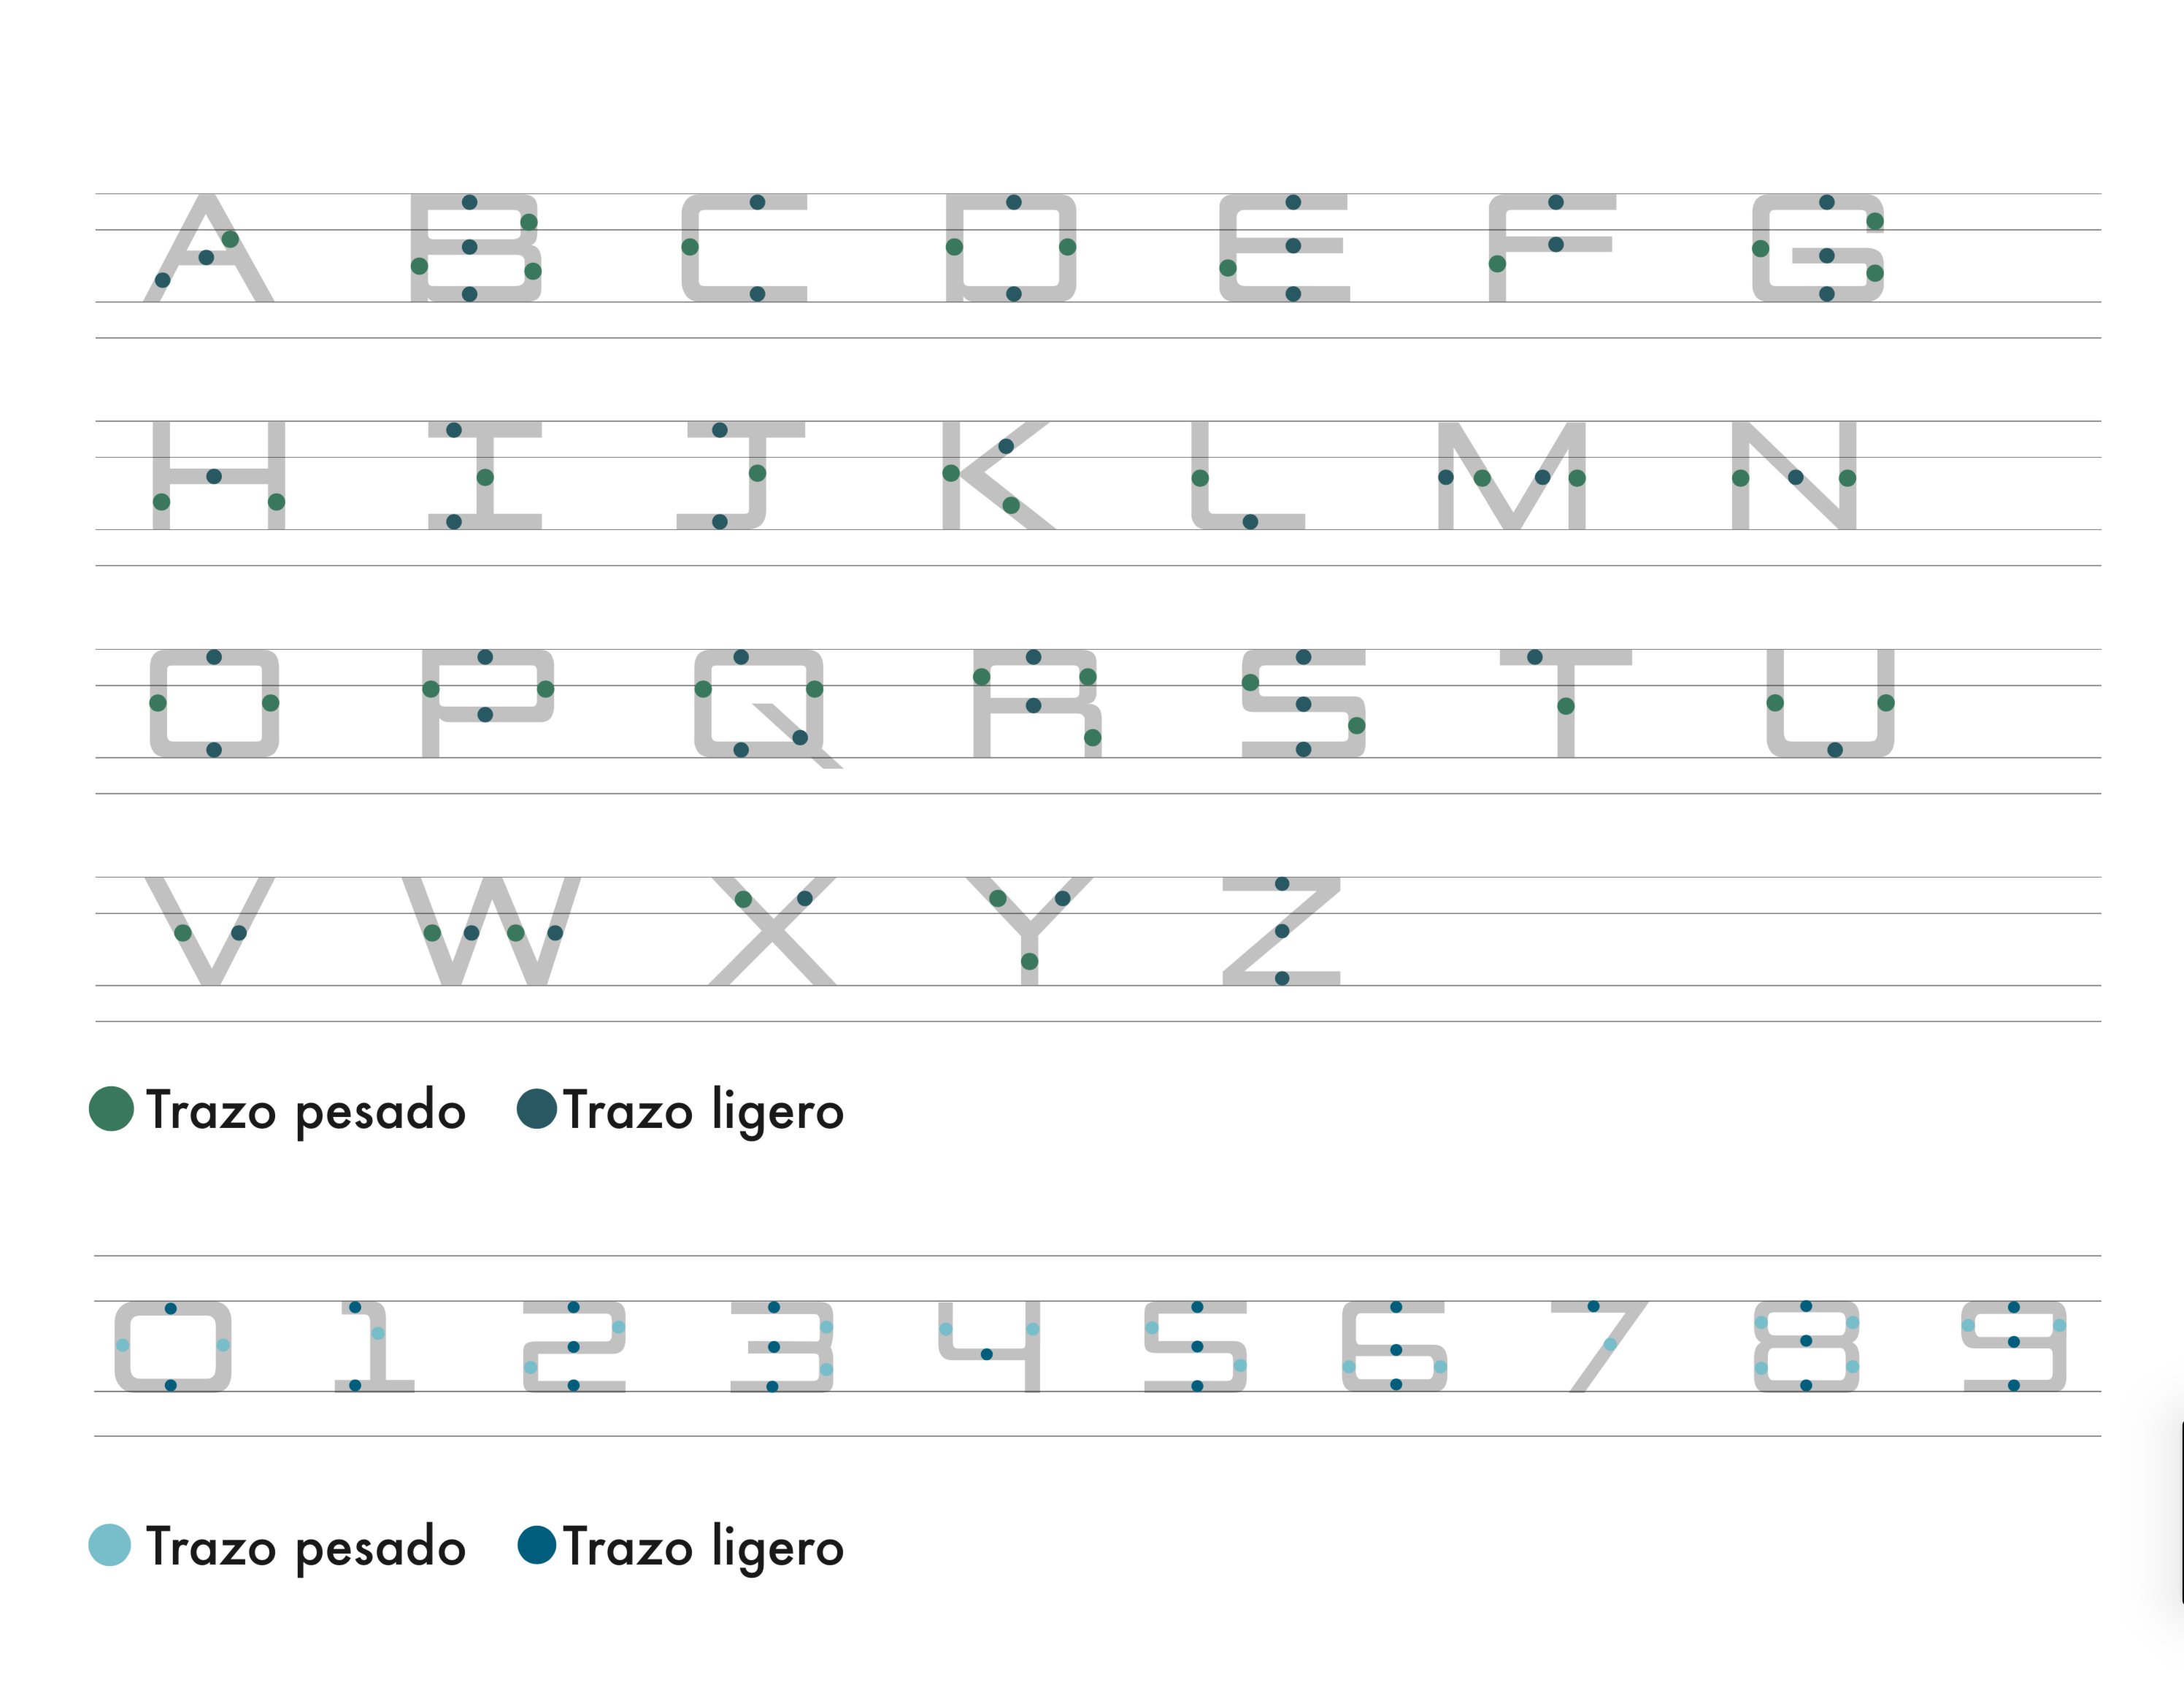 A B C D E F G
H I J K L M N
O P Q R S T U
V W X Y Z
Trazo pesado Trazo ligero
0 1 2 3 4 5 6 7 8 9
Trazo pesado Trazo ligero